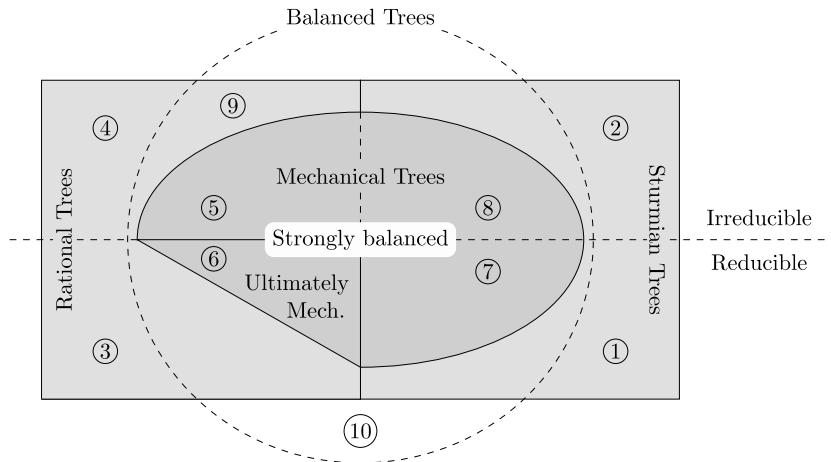 Balanced Trees
9
4
2
Mechanical Trees
Rational Trees
Sturmian Trees
5
8
Irreducible
Strongly balanced
6
Reducible
7
Ultimately
Mech.
3
1
10